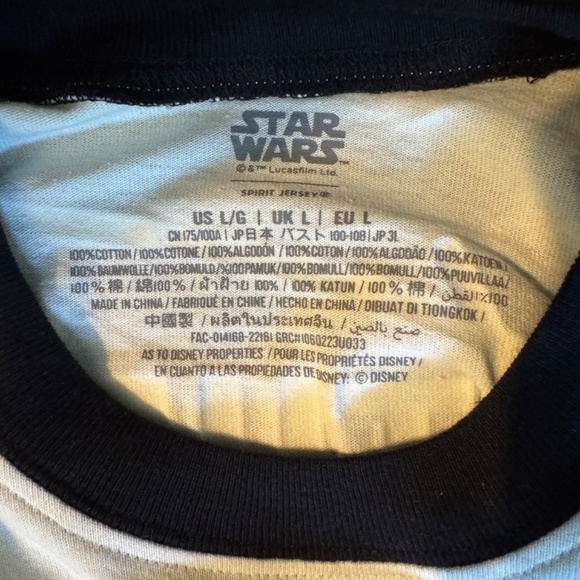 STAR
WARS™
©&™ Lucasfilm Ltd.
SPIRIT JERSEY®
US L/G | UK L | EU L
CN 175/100A | JP日本 バスト 100-108 | JP 3L
100%COTTON / 100%COTONE / 100%ALGODÓN / 100%COTON / 100%ALGODÃO / 100%KATOEN /
100%BAUMWOLLE / 100%BOMULD / %100PAMUK / 100%BOMULL / 100%BOMULL / 100%PUUVILLAA /
100%棉 / 綿100% / ผ้าฝ้าย 100% / 100% KATUN / 100% 棉 / القطن ٪100
MADE IN CHINA / FABRIQUÉ EN CHINE / HECHO EN CHINA / DIBUAT DI TIONGKOK /
中國製 / ผลิตในประเทศจีน / صنع بالصين
FAC-014168-22161 GRCN1060223U033
AS TO DISNEY PROPERTIES / POUR LES PROPRIÉTÉS DISNEY /
EN CUANTO A LAS PROPIEDADES DE DISNEY: © DISNEY